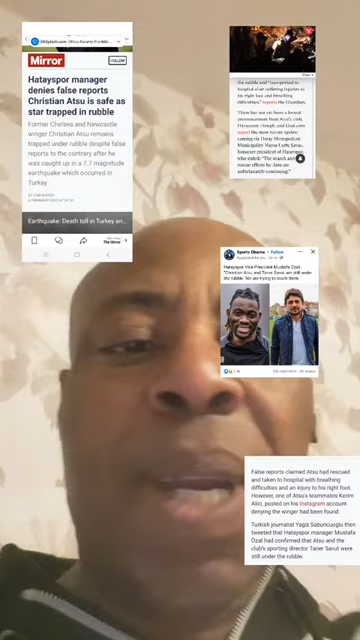 GhSplash.com: Ghana Kwame Franklin...
Mirror
FOLLOW
Hatayspor manager
denies false reports
Christian Atsu is safe as
star trapped in rubble
Former Chelsea and Newcastle
winger Christian Atsu remains
trapped under rubble despite false
reports to the contrary after he
was caught up in a 7.7 magnitude
earthquake which occurred in
Turkey
Earthquake: Death toll in Turkey an...
The Mirror
the rubble and "transported to
hospital after suffering injuries to
his right foot and breathing
difficulties," reports the Guardian.
There has not yet been a formal
announcement from Atsu's club,
Hatayspor, though, and Goal.com
report the most recent update
coming via Hatay Metropolitan
Municipality Mayor Lutfu Savas,
honorary president of Hatayspor,
who stated: "The search and
rescue efforts for Atsu are
unfortunately continuing."
Sports Obama · Follow
Hatayspor Vice President Mustafa Özat:
"Christian Atsu and Taner Savut are still under
the rubble. We are trying to reach them.
False reports claimed Atsu had rescued
and taken to hospital with breathing
difficulties and an injury to his right foot.
However, one of Atsu's teammates Kerim
Alici, posted on his Instagram account
denying the winger had been found.
Turkish journalist Yagiz Sabuncuoglu then
tweeted that Hatayspor manager Mustafa
Özat had confirmed that Atsu and the
club's sporting director Taner Savut were
still under the rubble.